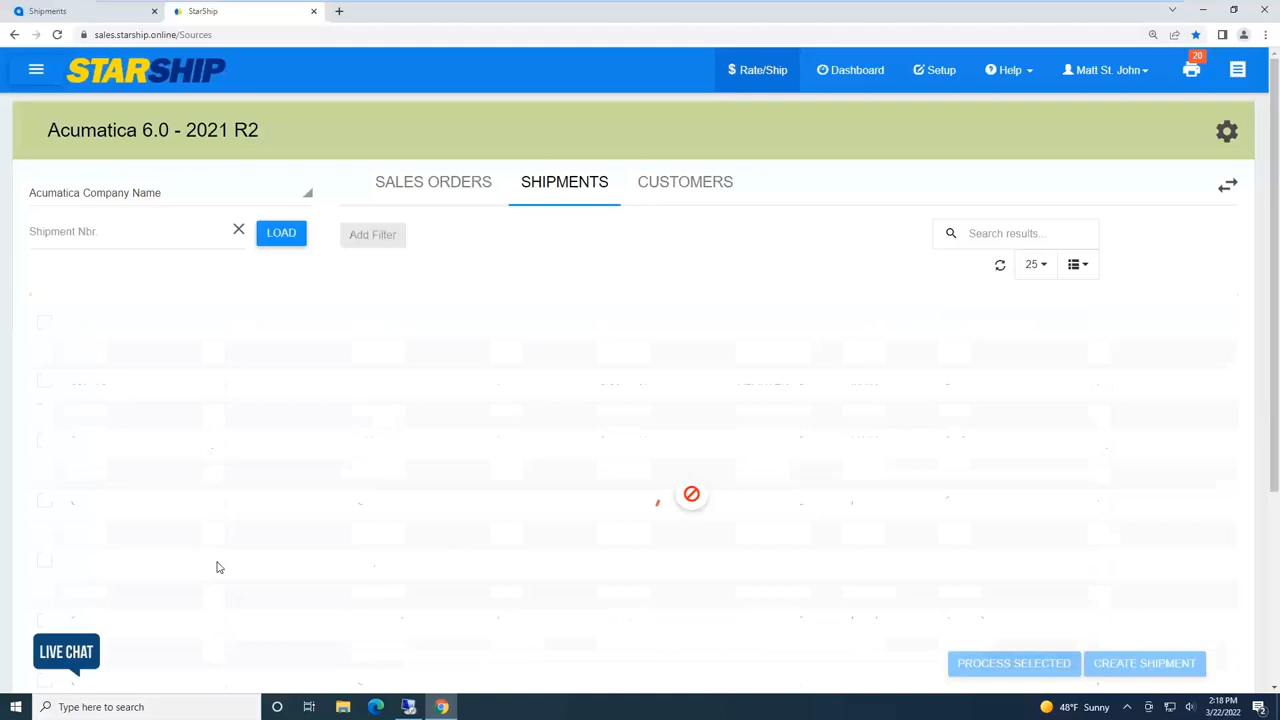 Shipments
StarShip
sales.starship.online/Sources
STARSHIP
$ Rate/Ship
Dashboard
Setup
Help
Matt St. John
20
Acumatica 6.0 - 2021 R2
Acumatica Company Name
SALES ORDERS
SHIPMENTS
CUSTOMERS
Shipment Nbr.
LOAD
Add Filter
Search results...
25
LIVE CHAT
PROCESS SELECTED
CREATE SHIPMENT
Type here to search
48°F Sunny
2:18 PM
3/22/2022
2